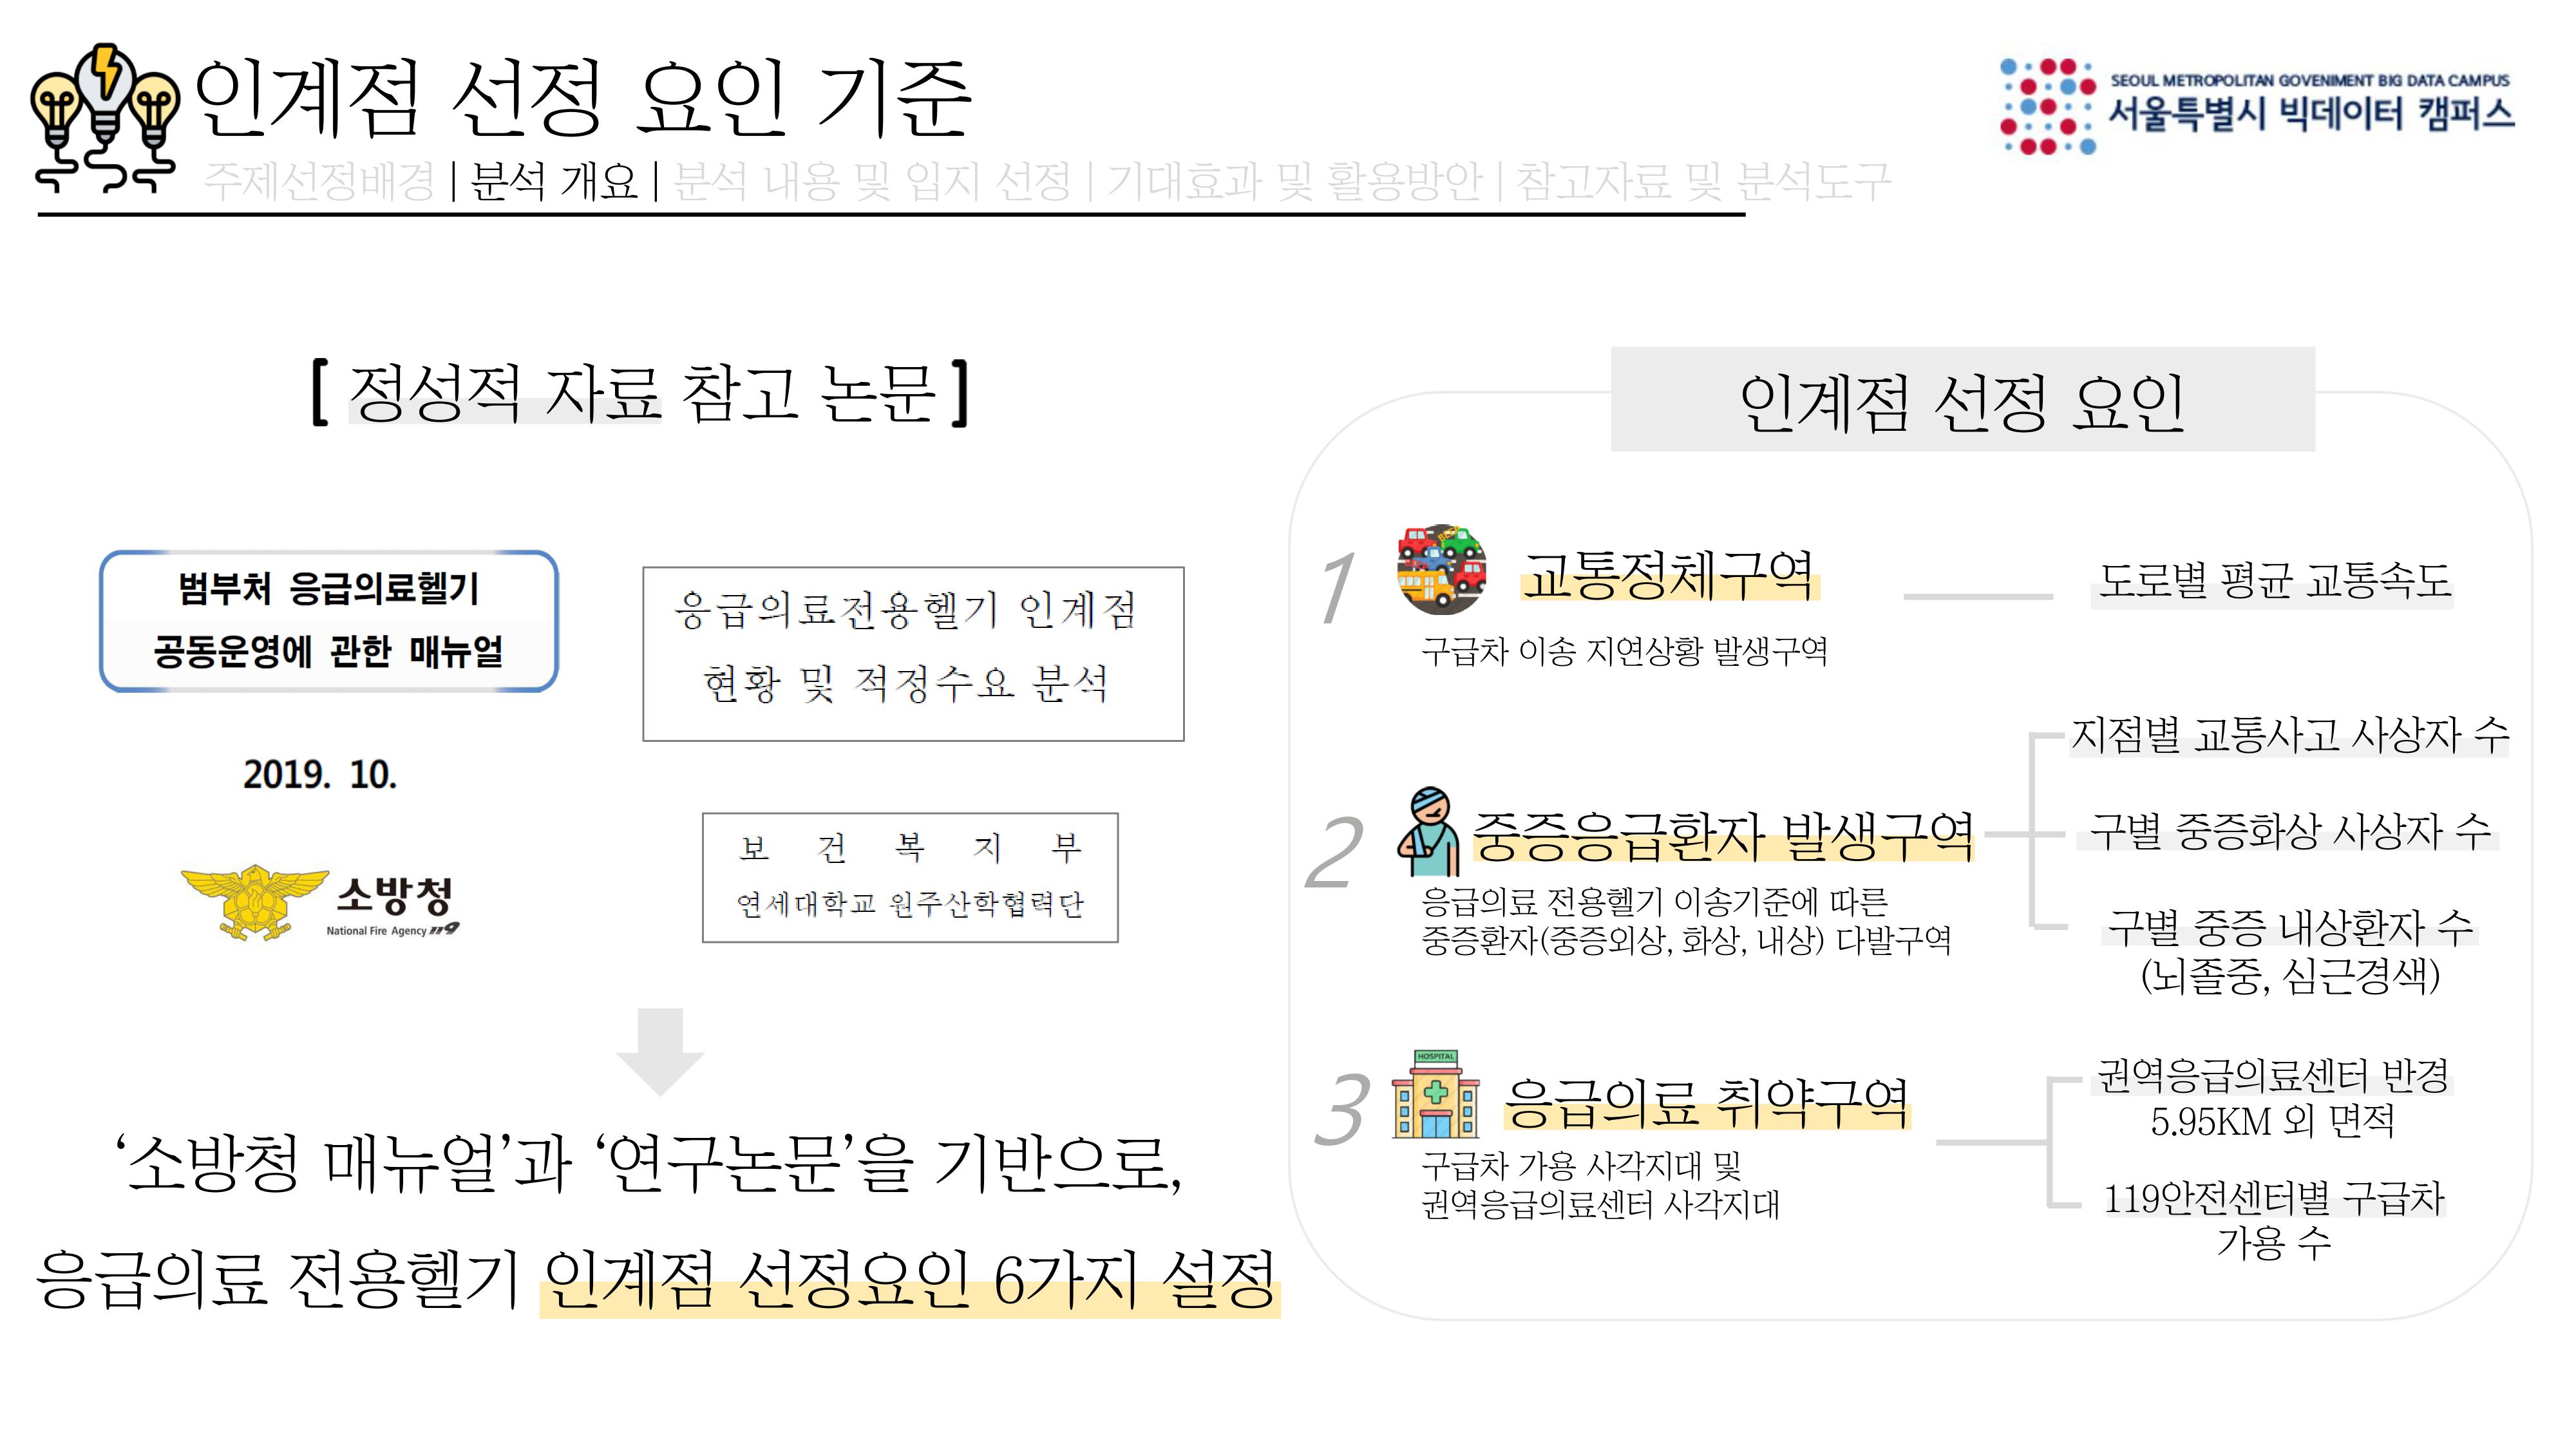 인계점 선정 요인 기준
SEOUL METROPOLITAN GOVENIMENT BIG DATA CAMPUS
서울특별시 빅데이터 캠퍼스
주제선정배경 | 분석 개요 | 분석 내용 및 입지 선정 | 기대효과 및 활용방안 | 참고자료 및 분석도구
[ 정성적 자료 참고 논문 ]
범부처 응급의료헬기
공동운영에 관한 매뉴얼
2019. 10.
소방청
National Fire Agency 119
응급의료전용헬기 인계점
현황 및 적정수요 분석
보 건 복 지 부
연세대학교 원주산학협력단
‘소방청 매뉴얼’과 ‘연구논문’을 기반으로,
응급의료 전용헬기 인계점 선정요인 6가지 설정
인계점 선정 요인
1
교통정체구역
구급차 이송 지연상황 발생구역
도로별 평균 교통속도
2
중증응급환자 발생구역
응급의료 전용헬기 이송기준에 따른
중증환자(중증외상, 화상, 내상) 다발구역
지점별 교통사고 사상자 수
구별 중증화상 사상자 수
구별 중증 내상환자 수
(뇌졸중, 심근경색)
3
HOSPITAL
응급의료 취약구역
구급차 가용 사각지대 및
권역응급의료센터 사각지대
권역응급의료센터 반경
5.95KM 외 면적
119안전센터별 구급차
가용 수